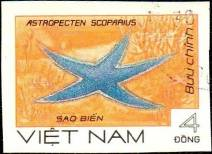 ASTROPECTEN SCOPARIUS
Bưu chính
SAO BIỂN
VIỆT NAM
4
ĐỒNG